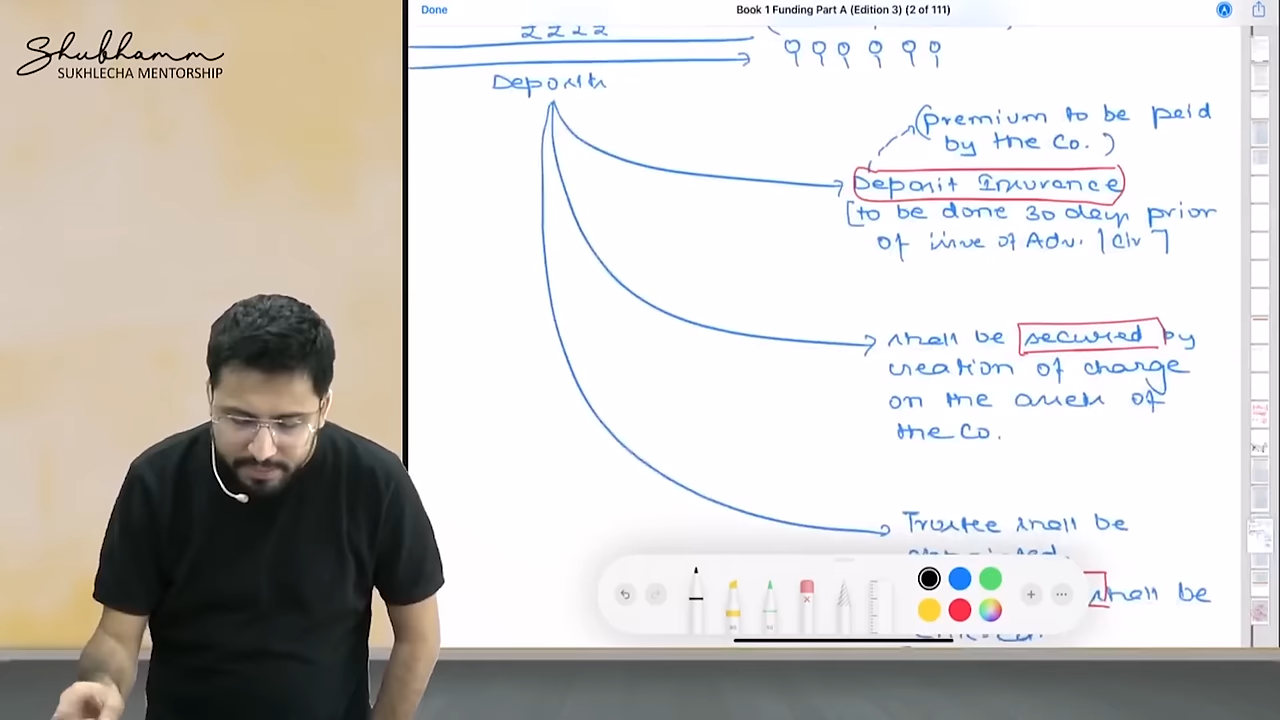 Shubhamm
SUKHLECHA MENTORSHIP
Done
Book 1 Funding Part A (Edition 3) (2 of 111)
Deposits
(premium to be paid
by the Co.)
Deposit Insurance
[to be done 30 days prior
of issue of Adv. / Cir ]
shall be secured by
creation of charge
on the assets of
the Co.
Trustee shall be
shall be